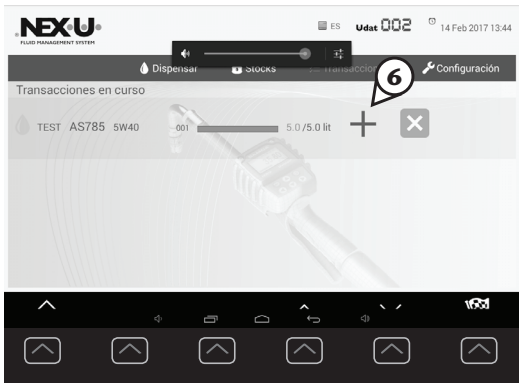 NEX·U·
FLUID MANAGEMENT SYSTEM
ES Udat 002 14 Feb 2017 13:44
Dispensar Stocks Transaccion Configuración
6
Transacciones en curso
TEST AS785 5W40 001 5.0 /5.0 lit